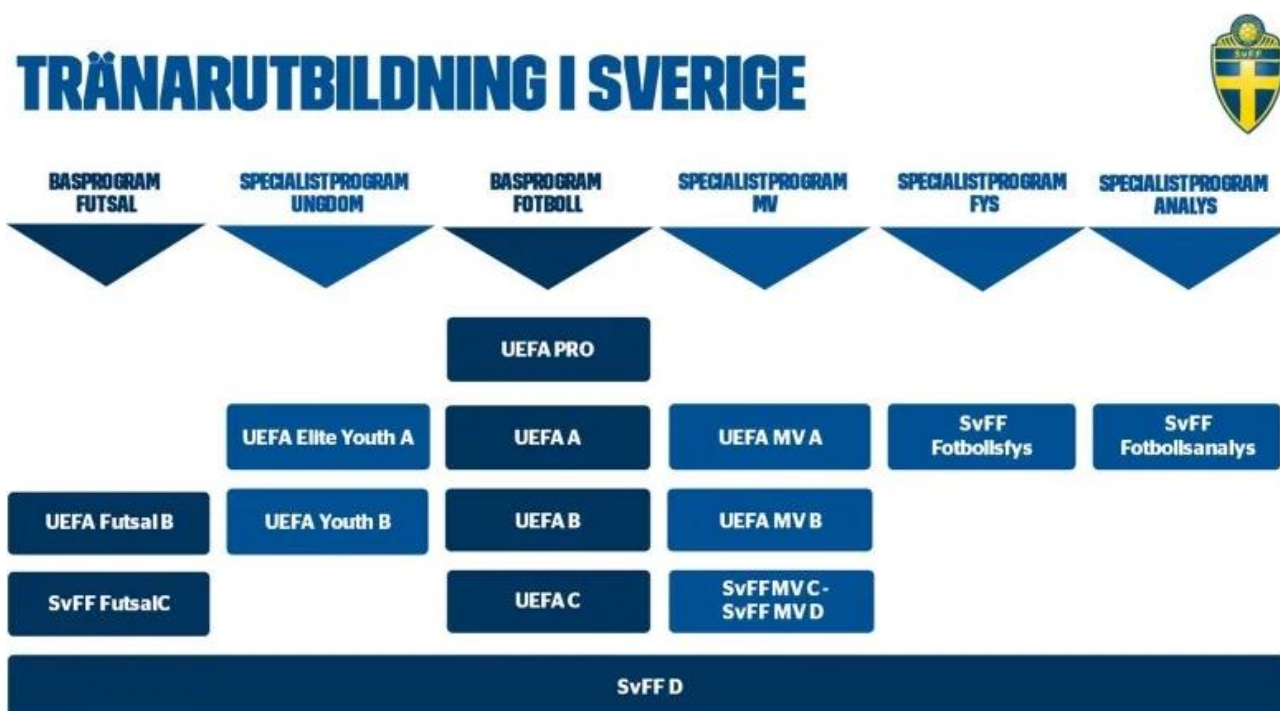 TRÄNARUTBILDNING I SVERIGE
SvFF
BASPROGRAM
FUTSAL
SPECIALISTPROGRAM
UNGDOM
BASPROGRAM
FOTBOLL
SPECIALISTPROGRAM
MV
SPECIALISTPROGRAM
FYS
SPECIALISTPROGRAM
ANALYS
UEFA PRO
UEFA Elite Youth A
UEFA A
UEFA MV A
SvFF
Fotbollsfys
SvFF
Fotbollsanalys
UEFA Futsal B
UEFA Youth B
UEFA B
UEFA MV B
SvFF FutsalC
UEFA C
SvFF MV C -
SvFF MV D
SvFF D